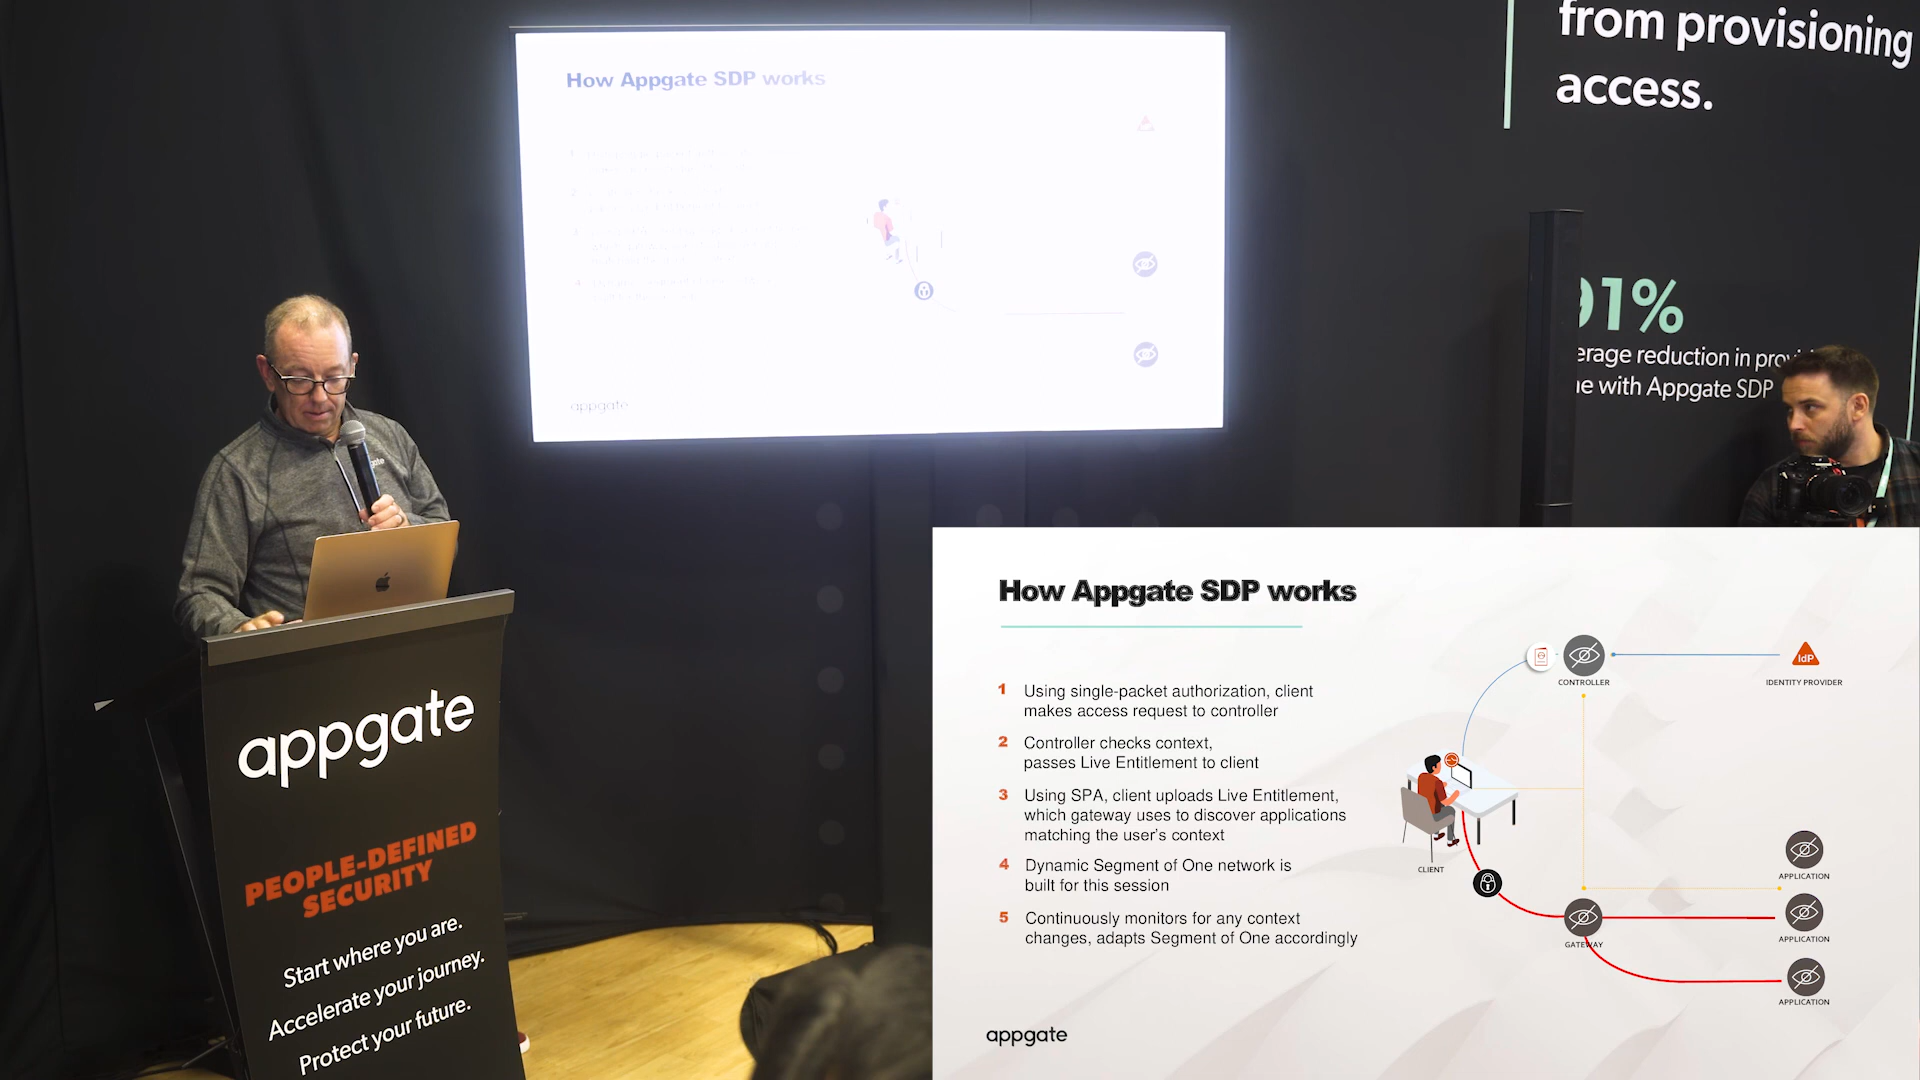 How Appgate SDP works
appgate
from provisioning
access.
91%
with Appgate SDP
reduction in
appgate
PEOPLE-DEFINED
SECURITY
Start where you are.
Accelerate your journey.
Protect your future.
How Appgate SDP works
1 Using single-packet authorization, client
makes access request to controller
2 Controller checks context,
passes Live Entitlement to client
3 Using SPA, client uploads Live Entitlement,
which gateway uses to discover applications
matching the user's context
4 Dynamic Segment of One network is
built for this session
5 Continuously monitors for any context
changes, adapts Segment of One accordingly
CONTROLLER
IdP
IDENTITY PROVIDER
CLIENT
GATEWAY
APPLICATION
APPLICATION
APPLICATION
appgate